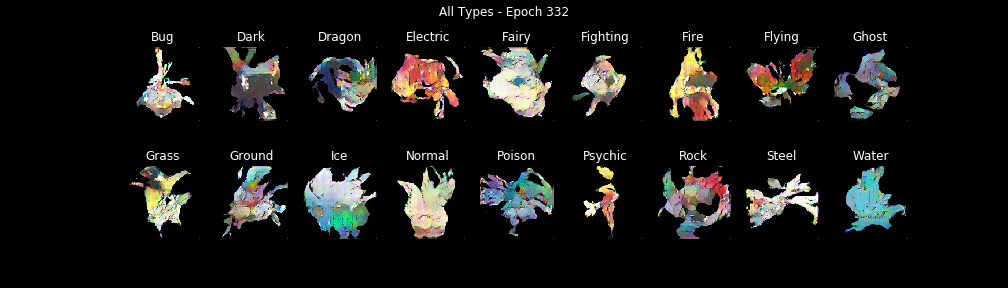 All Types - Epoch 332
Bug Dark Dragon Electric Fairy Fighting Fire Flying Ghost
Grass Ground Ice Normal Poison Psychic Rock Steel Water